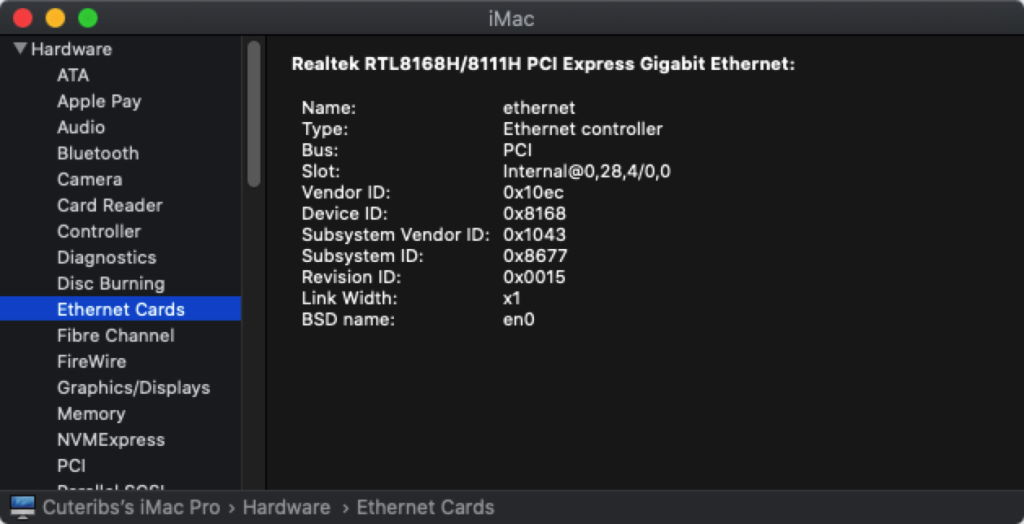 iMac
Hardware
ATA
Apple Pay
Audio
Bluetooth
Camera
Card Reader
Controller
Diagnostics
Disc Burning
Ethernet Cards
Fibre Channel
FireWire
Graphics/Displays
Memory
NVMExpress
PCI
Parallel SCSI
Realtek RTL8168H/8111H PCI Express Gigabit Ethernet:
Name: ethernet
Type: Ethernet controller
Bus: PCI
Slot: Internal@0,28,4/0,0
Vendor ID: 0x10ec
Device ID: 0x8168
Subsystem Vendor ID: 0x1043
Subsystem ID: 0x8677
Revision ID: 0x0015
Link Width: x1
BSD name: en0
Cuteribs's iMac Pro › Hardware › Ethernet Cards